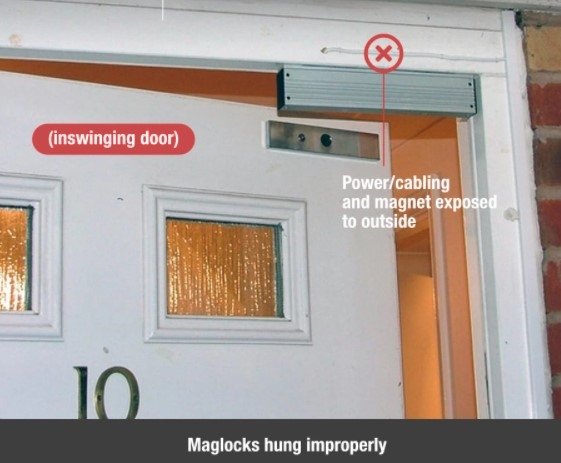 (inswinging door)
Power/cabling
and magnet exposed
to outside
10
Maglocks hung improperly